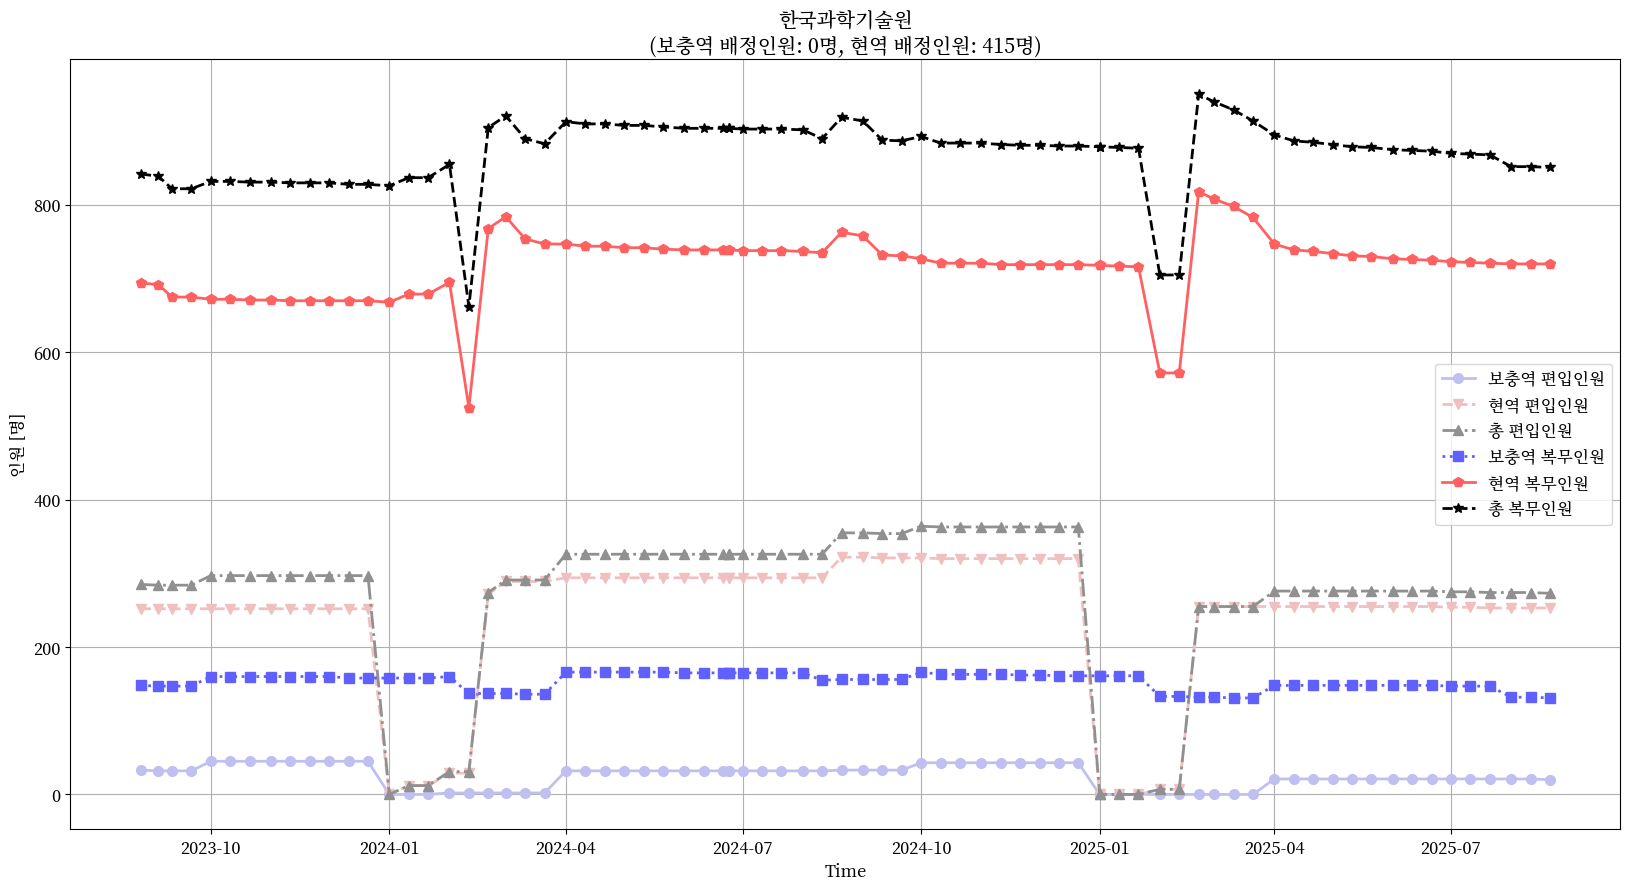 한국과학기술원
(보충역 배정인원: 0명, 현역 배정인원: 415명)
인원 [명]
800
600
400
200
0
보충역 편입인원
현역 편입인원
총 편입인원
보충역 복무인원
현역 복무인원
총 복무인원
2023-10
2024-01
2024-04
2024-07
2024-10
2025-01
2025-04
2025-07
Time